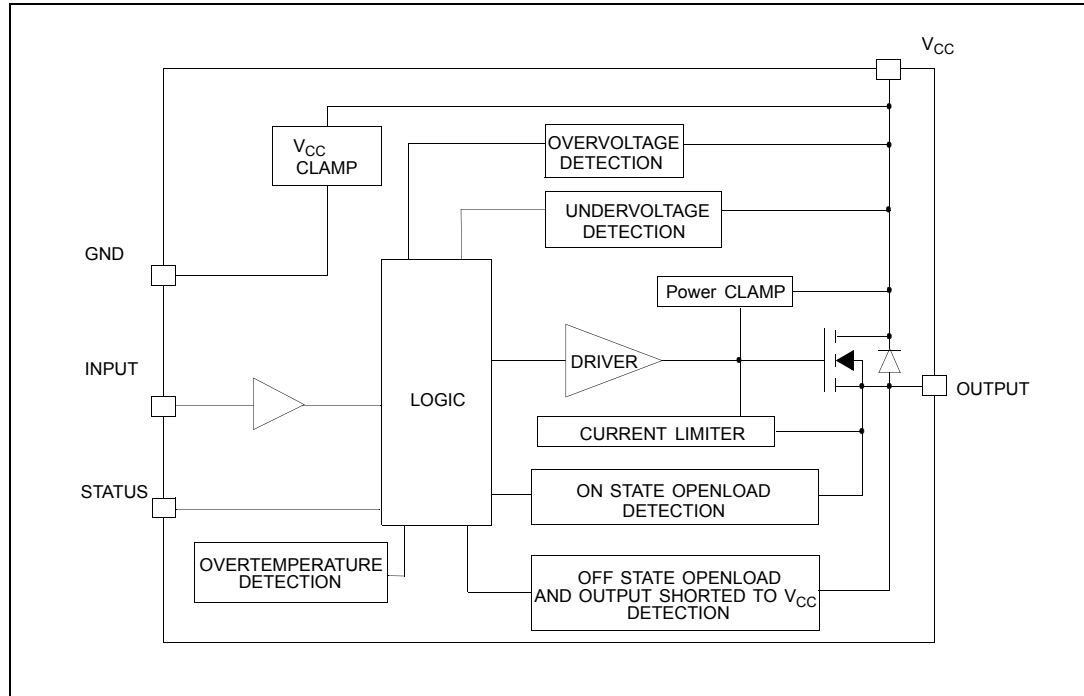 VCC
VCC
CLAMP
OVERVOLTAGE
DETECTION
UNDERVOLTAGE
DETECTION
GND
Power CLAMP
INPUT
DRIVER
OUTPUT
LOGIC
CURRENT LIMITER
STATUS
ON STATE OPENLOAD
DETECTION
OVERTEMPERATURE
DETECTION
OFF STATE OPENLOAD
AND OUTPUT SHORTED TO VCC
DETECTION